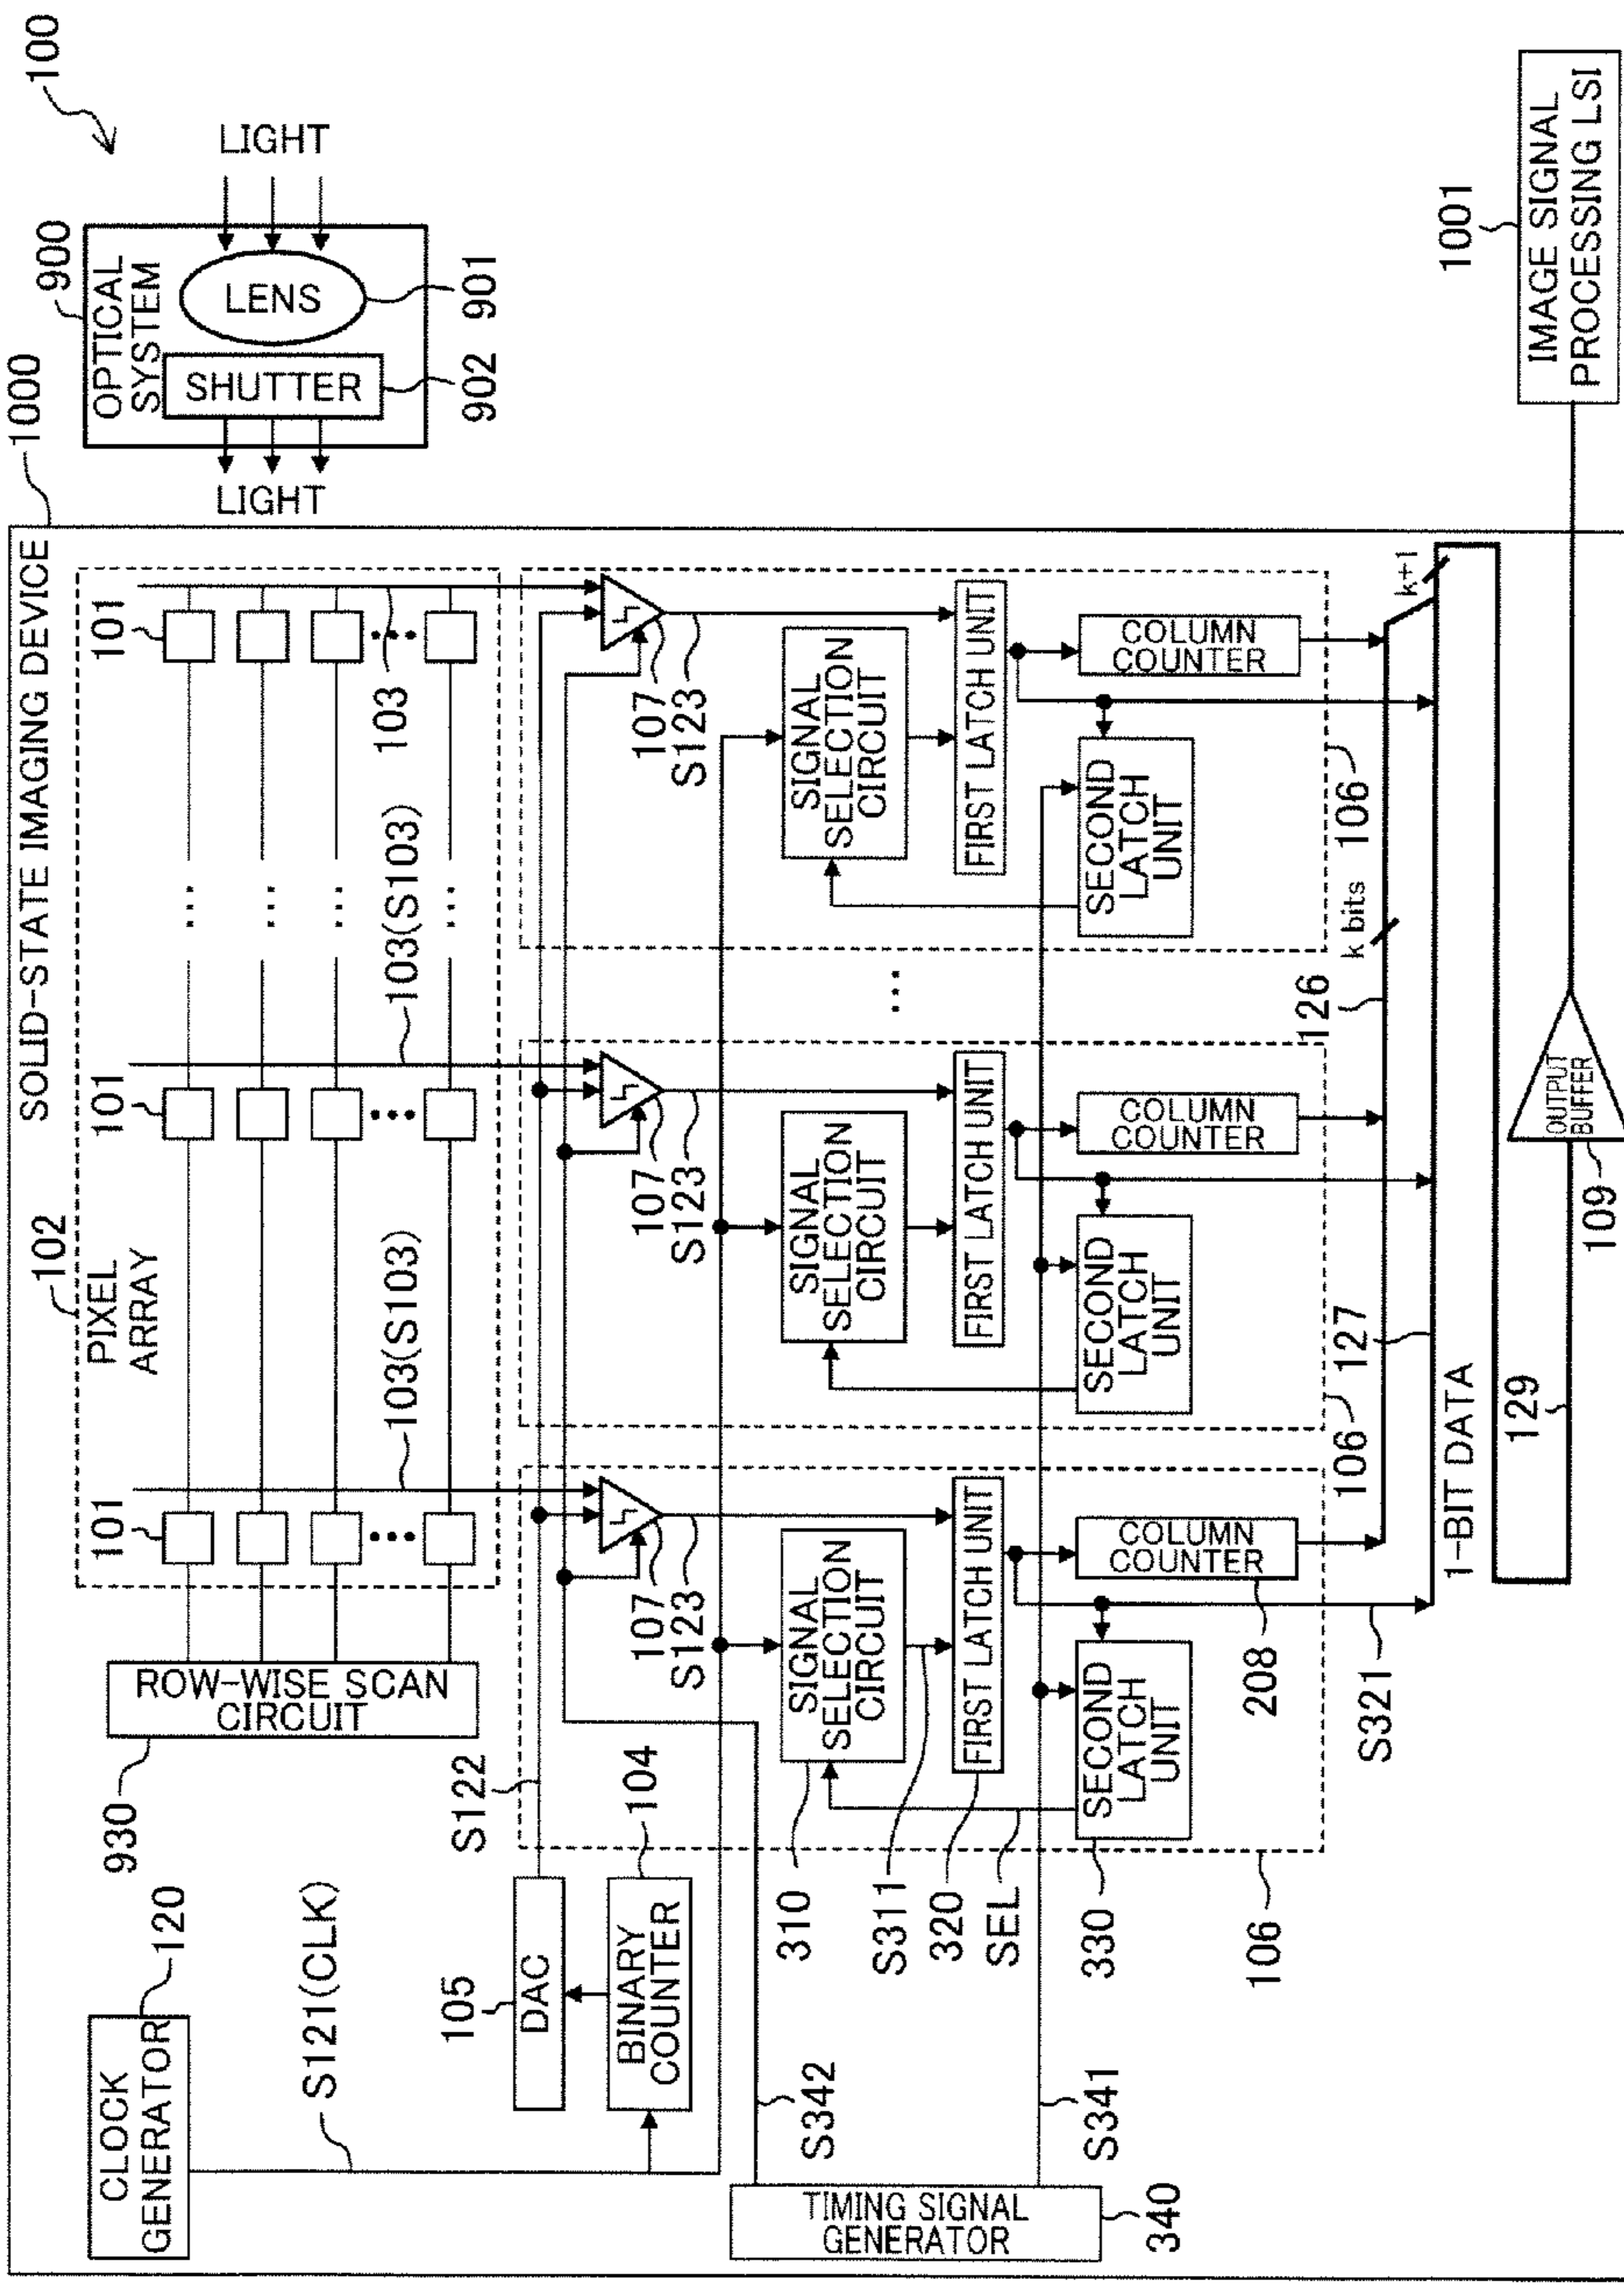 100
1000
SOLID-STATE IMAGING DEVICE
900
OPTICAL
SYSTEM
LIGHT
LENS
901
SHUTTER
902
LIGHT
CLOCK
GENERATOR
120
S121(CLK)
930
ROW-WISE SCAN
CIRCUIT
102
PIXEL
ARRAY
101
101
101
103(S103)
103(S103)
103
105
DAC
S122
BINARY
COUNTER
104
S342
TIMING SIGNAL
GENERATOR
340
S341
107
S123
107
S123
107
S123
310
SIGNAL
SELECTION
CIRCUIT
SIGNAL
SELECTION
CIRCUIT
SIGNAL
SELECTION
CIRCUIT
S311
320
FIRST LATCH UNIT
FIRST LATCH UNIT
FIRST LATCH UNIT
SEL
330
SECOND
LATCH
UNIT
SECOND
LATCH
UNIT
SECOND
LATCH
UNIT
COLUMN
COUNTER
COLUMN
COUNTER
COLUMN
COUNTER
208
106
106
106
S321
126
k bits
k+1
127
1-BIT DATA
129
OUTPUT
BUFFER
109
1001
IMAGE SIGNAL
PROCESSING LSI